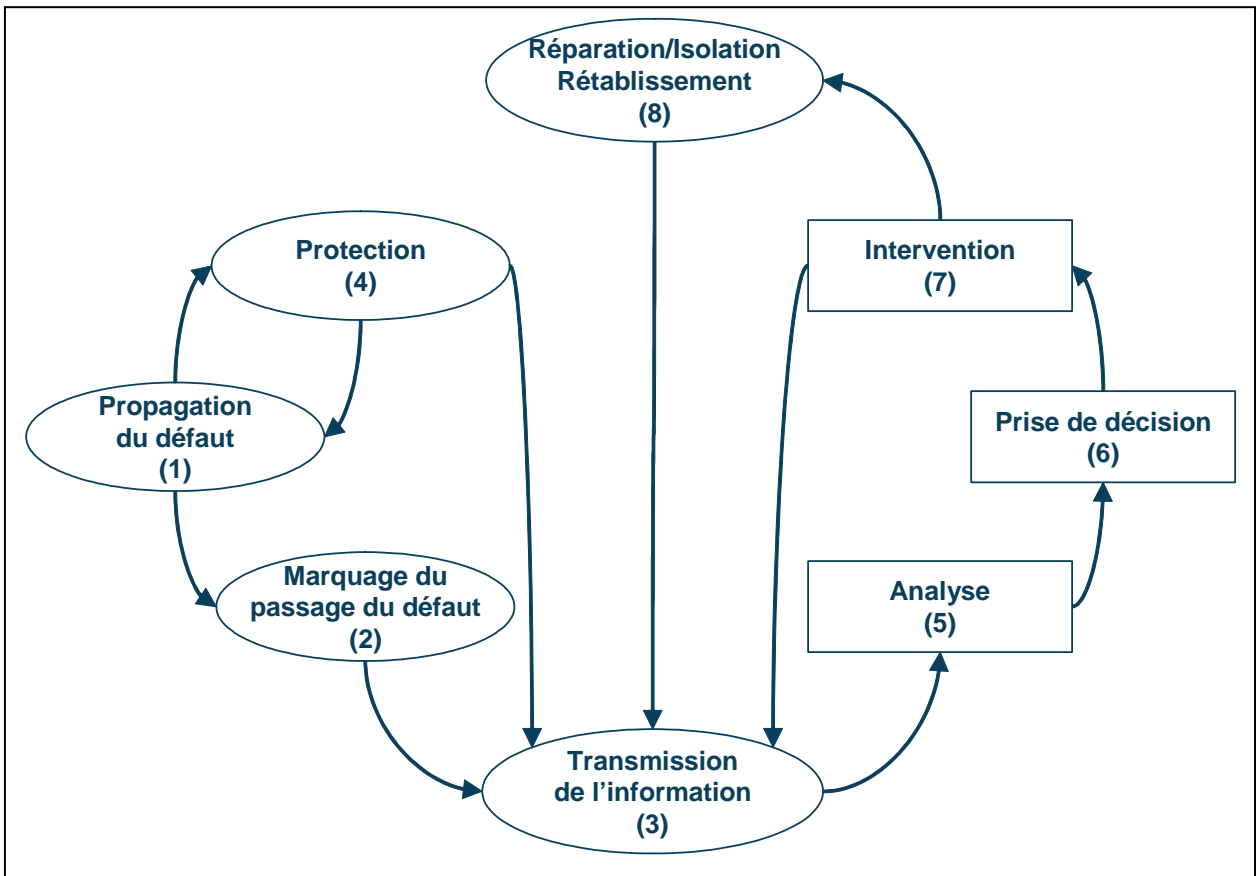 Réparation/Isolation
Rétablissement
(8)
Protection
(4)
Intervention
(7)
Propagation
du défaut
(1)
Prise de décision
(6)
Marquage du
passage du défaut
(2)
Analyse
(5)
Transmission
de l’information
(3)